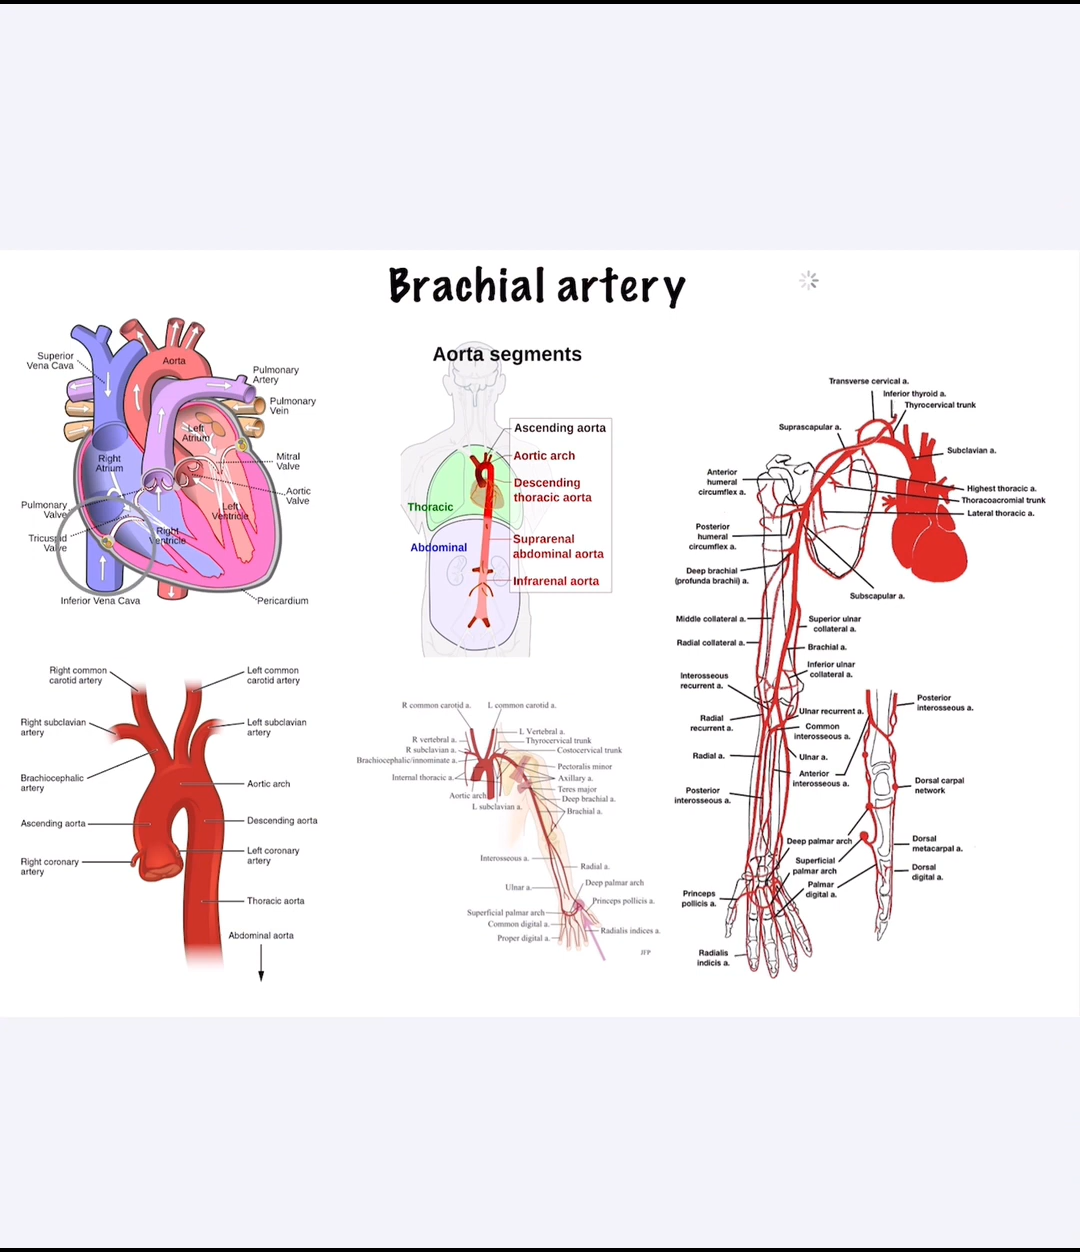 Brachial artery
Superior
Vena Cava
Aorta
Pulmonary
Artery
Pulmonary
Vein
Left
Atrium
Right
Atrium
Mitral
Valve
Aortic
Valve
Pulmonary
Valve
Left
Ventricle
Tricuspid
Valve
Right
Ventricle
Inferior Vena Cava
Pericardium
Aorta segments
Ascending aorta
Aortic arch
Descending
thoracic aorta
Thoracic
Abdominal
Suprarenal
abdominal aorta
Infrarenal aorta
Transverse cervical a.
Inferior thyroid a.
Thyrocervical trunk
Suprascapular a.
Subclavian a.
Anterior
humeral
circumflex a.
Highest thoracic a.
Thoracoacromial trunk
Lateral thoracic a.
Posterior
humeral
circumflex a.
Deep brachial
(profunda brachii) a.
Subscapular a.
Middle collateral a.
Superior ulnar
collateral a.
Radial collateral a.
Brachial a.
Inferior ulnar
collateral a.
Interosseous
recurrent a.
Ulnar recurrent a.
Posterior
interosseous a.
Radial
recurrent a.
Common
interosseous a.
Radial a.
Ulnar a.
Anterior
interosseous a.
Dorsal carpal
network
Posterior
interosseous a.
Deep palmar arch
Dorsal
metacarpal a.
Superficial
palmar arch
Dorsal
digital a.
Palmar
digital a.
Princeps
pollicis a.
Radialis
indicis a.
Right common
carotid artery
Left common
carotid artery
Right subclavian
artery
Left subclavian
artery
Brachiocephalic
artery
Aortic arch
Ascending aorta
Descending aorta
Left coronary
artery
Right coronary
artery
Thoracic aorta
Abdominal aorta
R common carotid a.
L common carotid a.
L Vertebral a.
R vertebral a.
Thyrocervical trunk
R subclavian a.
Costocervical trunk
Brachiocephalic/innominate a.
Pectoralis minor
Internal thoracic a.
Axillary a.
Teres major
Aortic arch
Deep brachial a.
L subclavian a.
Brachial a.
Interosseous a.
Radial a.
Ulnar a.
Deep palmar arch
Princeps pollicis a.
Superficial palmar arch
Common digital a.
Radialis indices a.
Proper digital a.
JFP